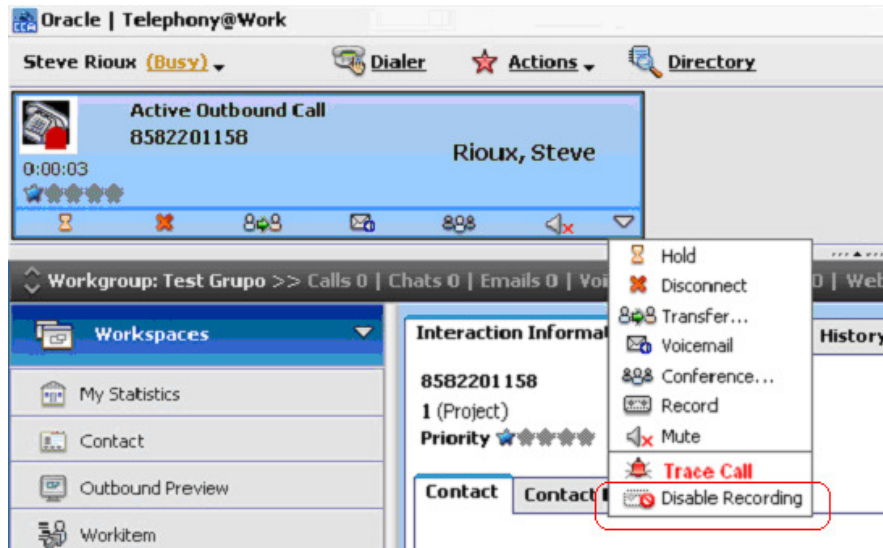 Oracle | Telephony@Work
Steve Rioux (Busy) Dialer Actions Directory
Active Outbound Call
8582201158
Rioux, Steve
0:00:03
Workgroup: Test Grupo >> Calls 0 | Chats 0 | Emails 0 | Voi 0 | Web
Hold
Disconnect
Transfer...
Voicemail
Conference...
Record
Mute
Trace Call
Disable Recording
Workspaces
My Statistics
Contact
Outbound Preview
Workitem
Interaction Informa History
8582201158
1 (Project)
Priority
Contact Contact